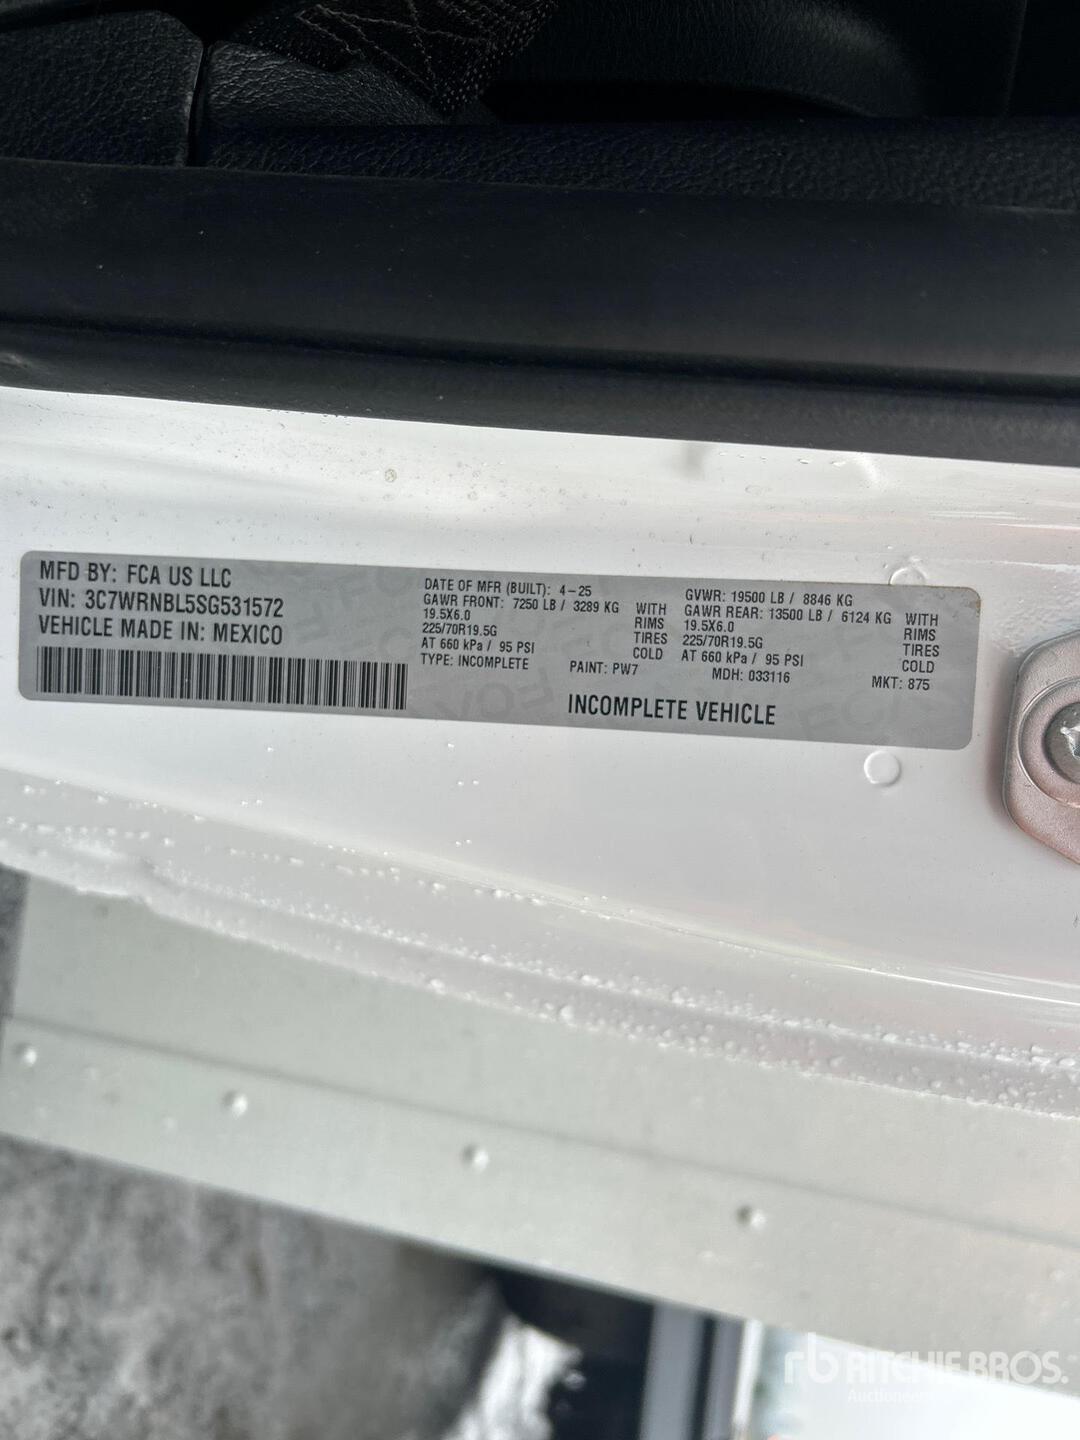 MFD BY: FCA US LLC
VIN: 3C7WRNBL5SG531572
VEHICLE MADE IN: MEXICO
DATE OF MFR (BUILT): 4-25
GAWR FRONT: 7250 LB / 3289 KG WITH
19.5X6.0 RIMS
225/70R19.5G TIRES
AT 660 kPa / 95 PSI COLD
TYPE: INCOMPLETE
GVWR: 19500 LB / 8846 KG
GAWR REAR: 13500 LB / 6124 KG WITH
19.5X6.0 RIMS
225/70R19.5G TIRES
AT 660 kPa / 95 PSI COLD
PAINT: PW7 MDH: 033116 MKT: 875
INCOMPLETE VEHICLE
rb RITCHIE BROS.
Auctioneers